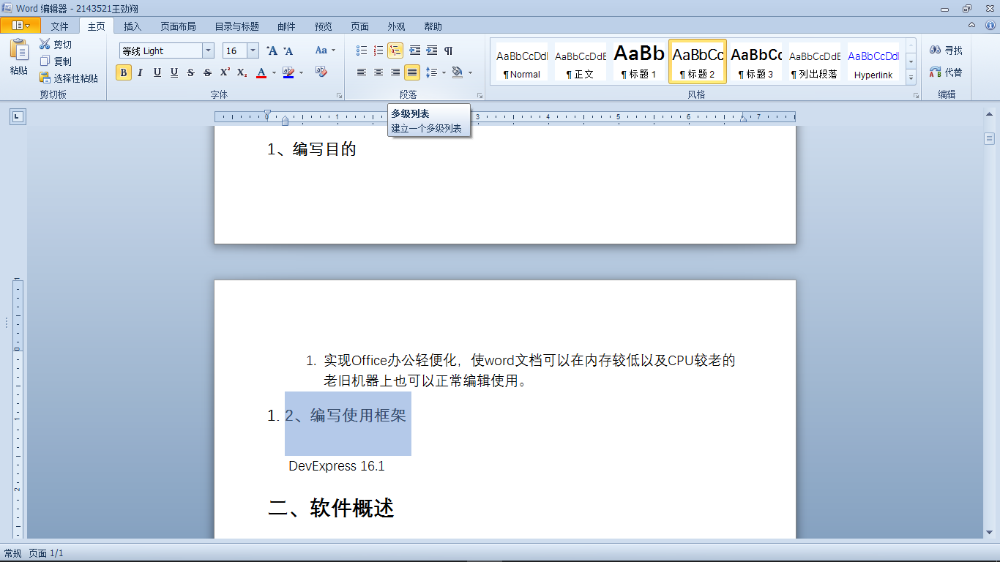 Word 编辑器 - 2143521王劲翔
文件 主页 插入 页面布局 目录与标题 邮件 预览 页面 外观 帮助
粘贴
剪切
复制
选择性粘贴
剪切板
等线 Light 16
B I U U S S X² X₂ A
Aa
字体
段落
AaBbCcDdI AaBbCcDdE AaBb AaBbCc AaBbCc AaBbCcDdE AaBbCcDdI
¶ Normal ¶ 正文 ¶ 标题 1 ¶ 标题 2 ¶ 标题 3 ¶ 列出段落 Hyperlink
风格
寻找
代替
编辑
多级列表
建立一个多级列表
0 1 3 4 5 6 7
1、编写目的
1. 实现Office办公轻便化，使word文档可以在内存较低以及CPU较老的
老旧机器上也可以正常编辑使用。
1. 2、编写使用框架
DevExpress 16.1
二、软件概述
1 0 1 2
常规 页面 1/1